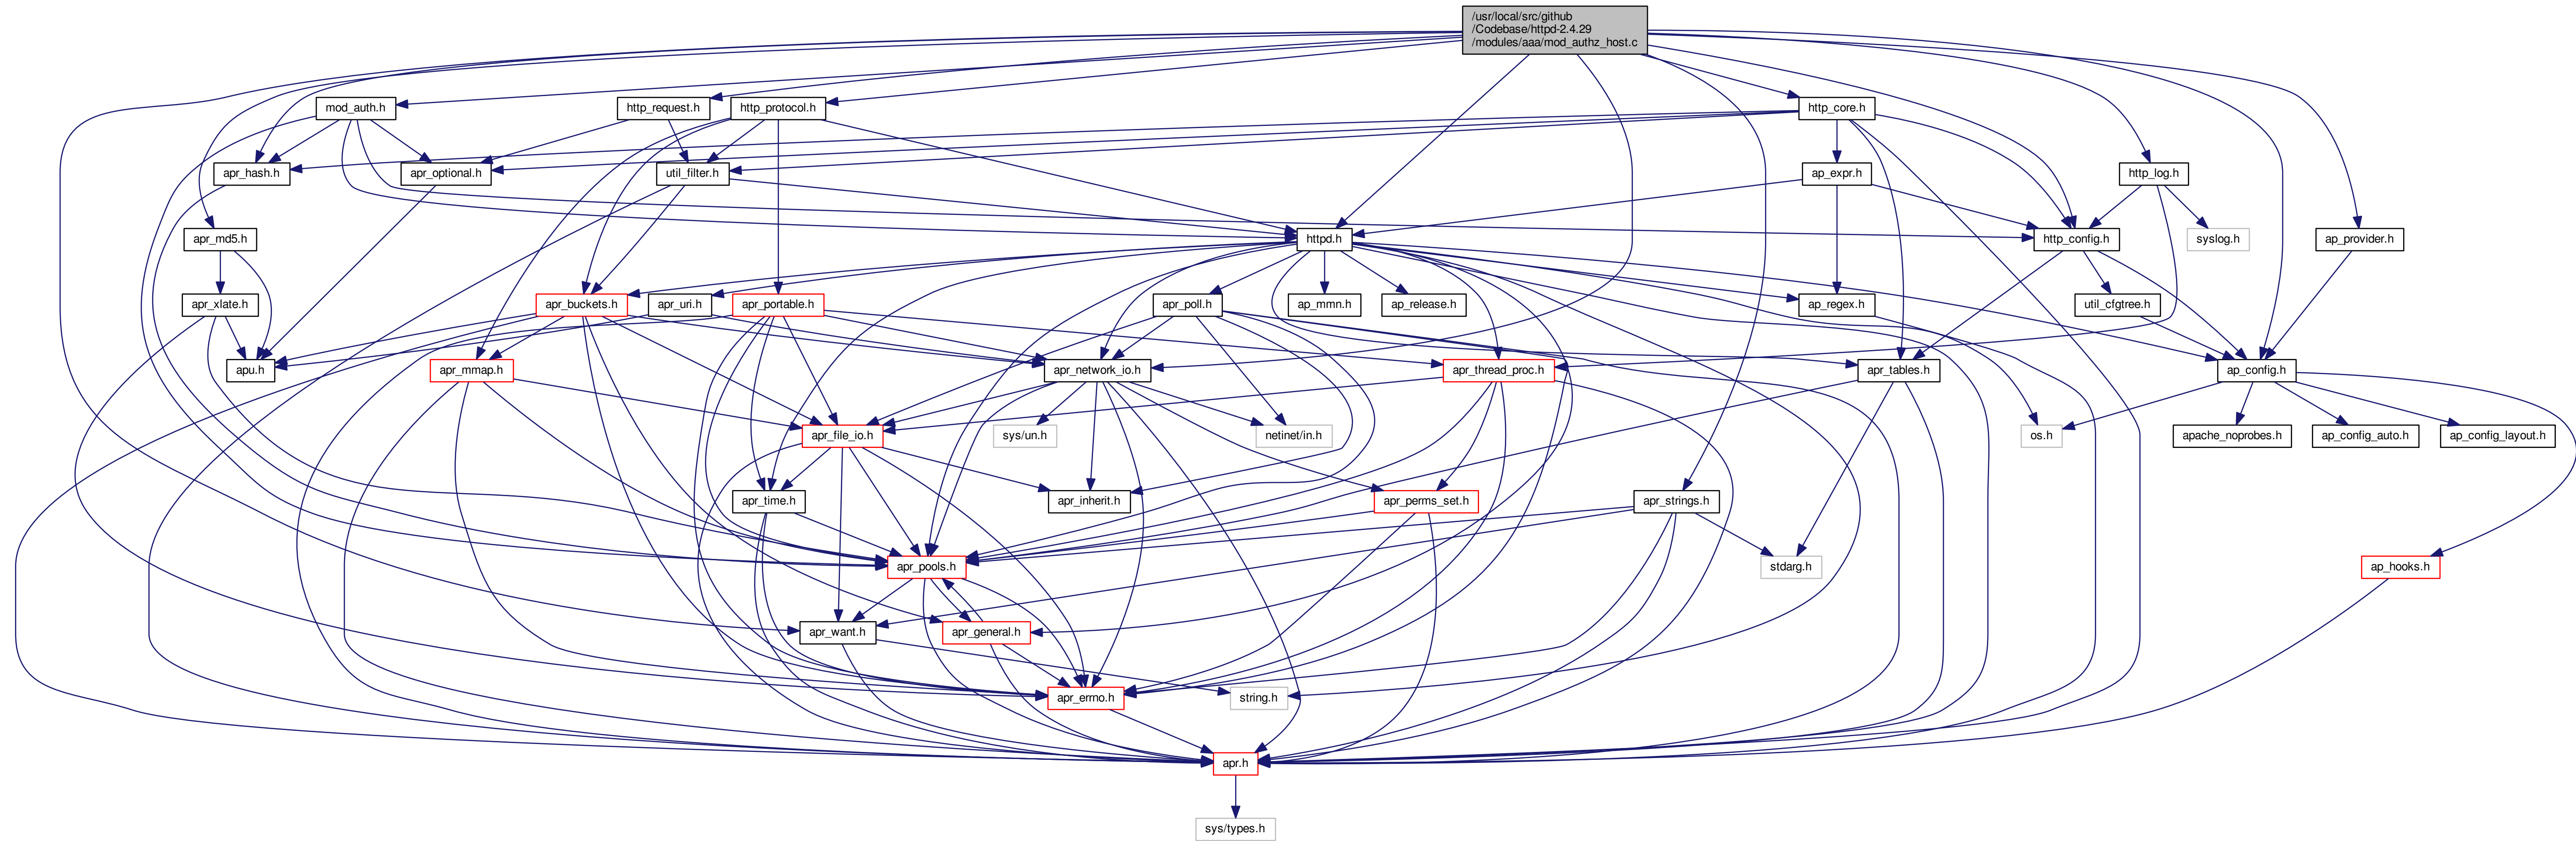 /usr/local/src/github
/Codebase/httpd-2.4.29
/modules/aaa/mod_authz_host.c
mod_auth.h
http_request.h
http_protocol.h
http_core.h
apr_hash.h
apr_optional.h
util_filter.h
ap_expr.h
http_log.h
apr_md5.h
httpd.h
http_config.h
syslog.h
ap_provider.h
apr_xlate.h
apr_buckets.h
apr_uri.h
apr_portable.h
apr_poll.h
ap_mmn.h
ap_release.h
ap_regex.h
util_cfgtree.h
apu.h
apr_mmap.h
apr_network_io.h
apr_thread_proc.h
apr_tables.h
ap_config.h
apr_file_io.h
sys/un.h
netinet/in.h
os.h
apache_noprobes.h
ap_config_auto.h
ap_config_layout.h
apr_time.h
apr_inherit.h
apr_perms_set.h
apr_strings.h
apr_pools.h
stdarg.h
ap_hooks.h
apr_want.h
apr_general.h
apr_errno.h
string.h
apr.h
sys/types.h